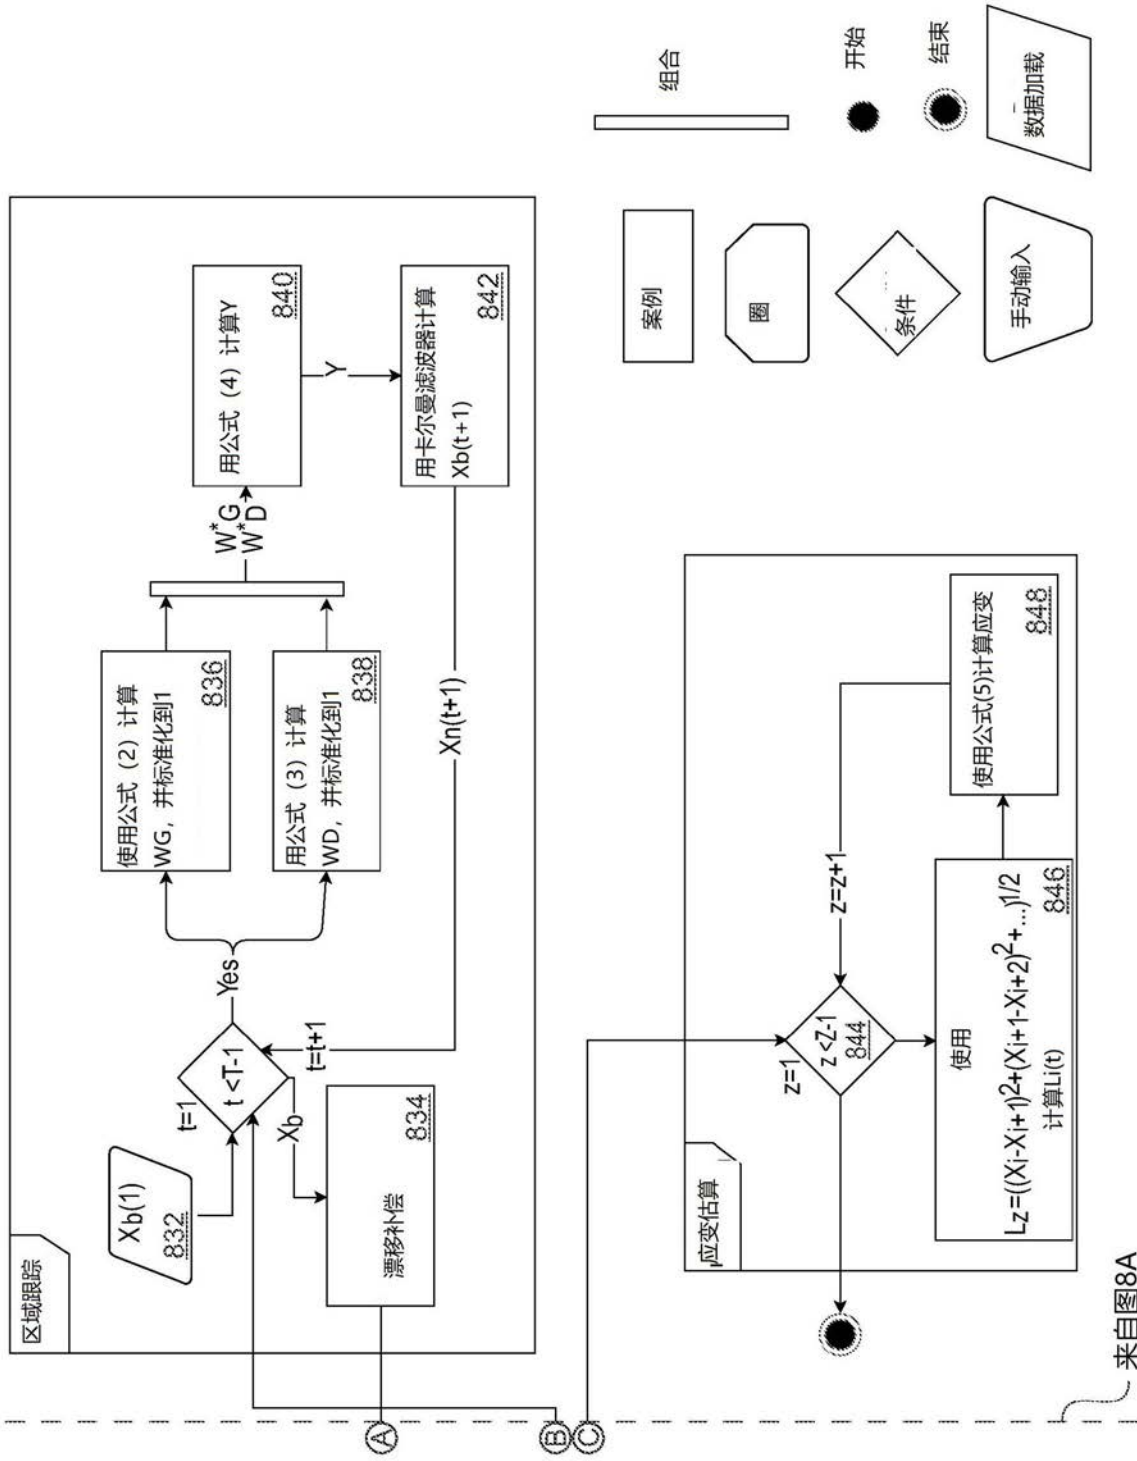 区域跟踪
Xb(1)
832
t=1
t <T-1
Yes
Xb
t=t+1
漂移补偿
834
使用公式（2）计算
WG，并标准化到1
836
用公式（3）计算
WD，并标准化到1
838
W*G
W*D
用公式（4）计算Y
840
Y
用卡尔曼滤波器计算
Xb(t+1)
842
Xn(t+1)
A
B
C
应变估算
z=1
z <Z-1
844
z=z+1
使用
Lz=((Xi-Xi+1)2+(Xi+1-Xi+2)2+...)1/2
计算Li(t)
846
使用公式(5)计算应变
848
案例
组合
圈
开始
条件
结束
手动输入
数据加载
来自图8A